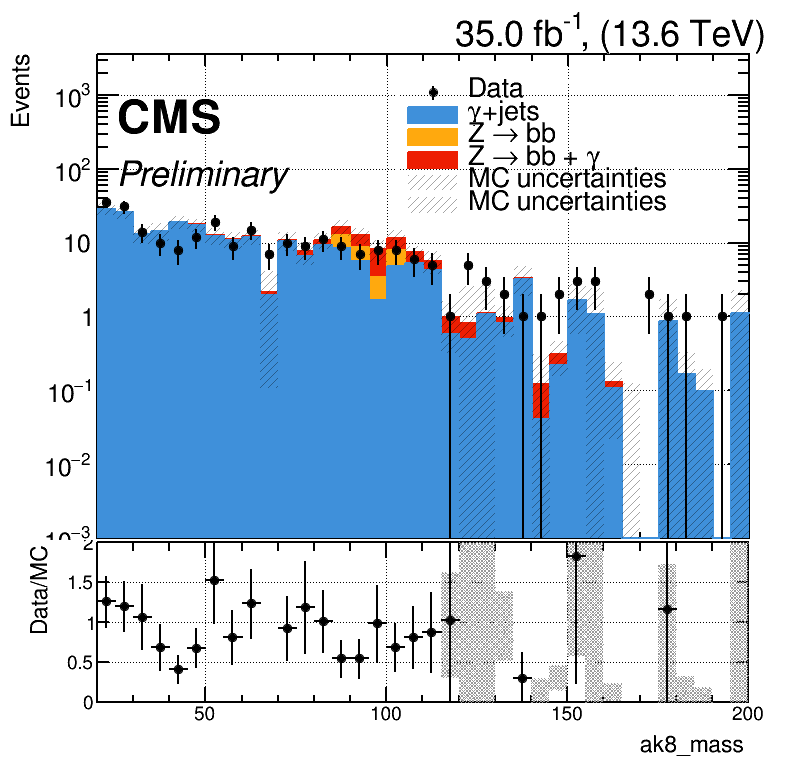 35.0 fb⁻¹, (13.6 TeV)
Events
CMS
Preliminary
Data
γ+jets
Z → bb
Z → bb + γ
MC uncertainties
MC uncertainties
10³
10²
10
1
10⁻¹
10⁻²
10⁻³
Data/MC
2
1.5
1
0.5
0
50
100
150
200
ak8_mass